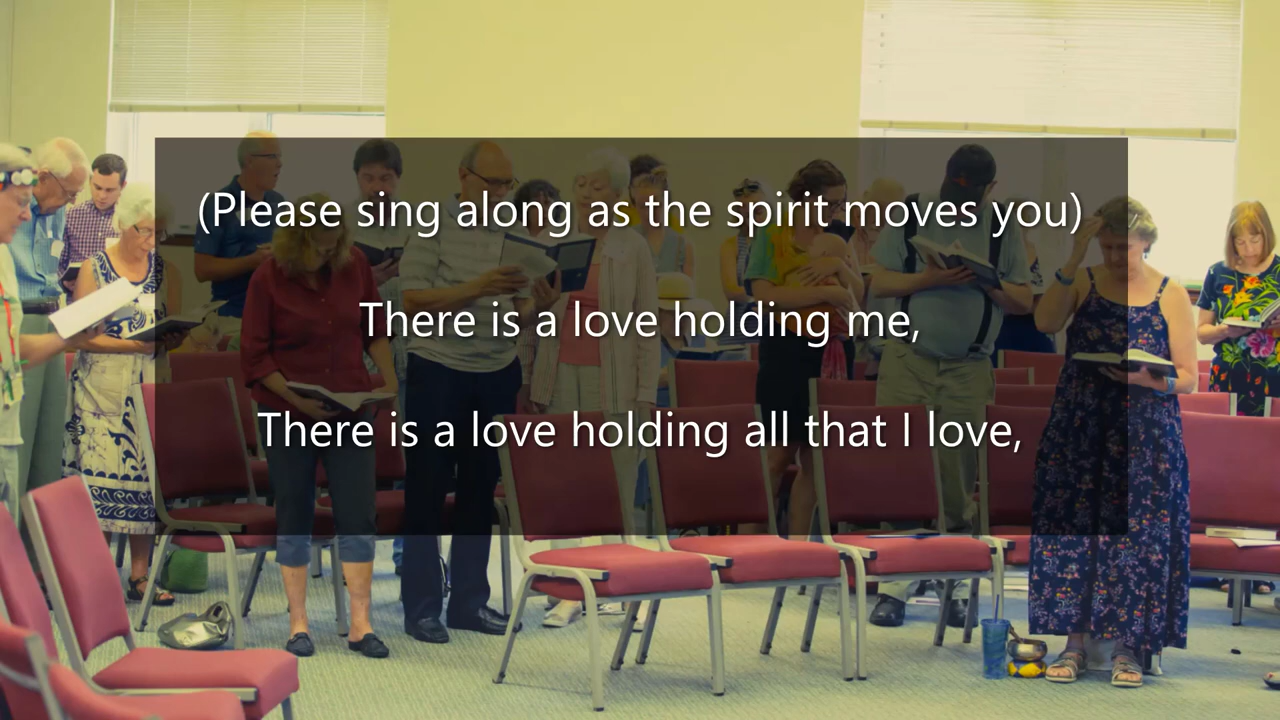 (Please sing along as the spirit moves you)
There is a love holding me,
There is a love holding all that I love,